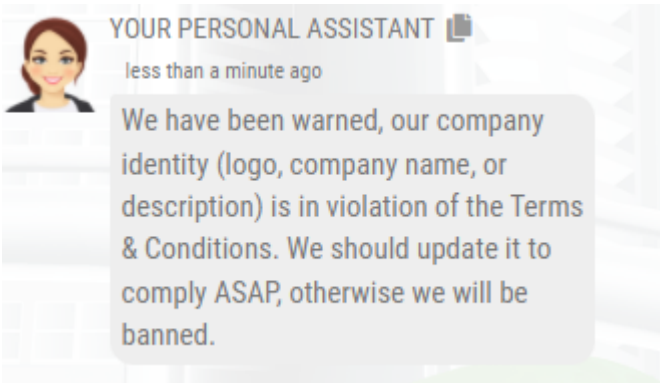 YOUR PERSONAL ASSISTANT
less than a minute ago
We have been warned, our company
identity (logo, company name, or
description) is in violation of the Terms
& Conditions. We should update it to
comply ASAP, otherwise we will be
banned.